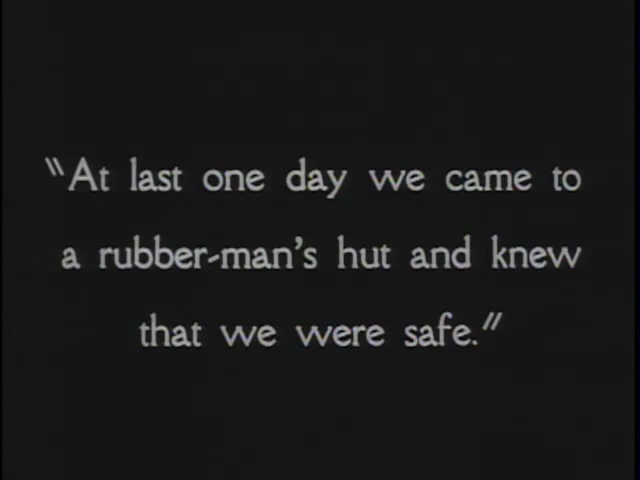 "At last one day we came to
a rubber-man's hut and knew
that we were safe."